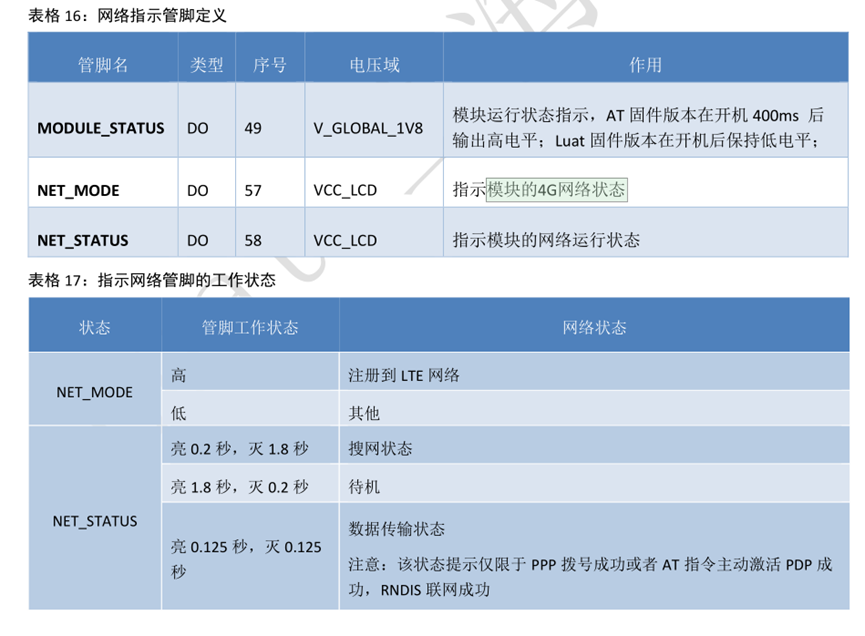 表格 16：网络指示管脚定义
管脚名 类型 序号 电压域 作用
MODULE_STATUS DO 49 V_GLOBAL_1V8 模块运行状态指示，AT 固件版本在开机 400ms 后
输出高电平；Luat 固件版本在开机后保持低电平；
NET_MODE DO 57 VCC_LCD 指示模块的4G网络状态
NET_STATUS DO 58 VCC_LCD 指示模块的网络运行状态
表格 17：指示网络管脚的工作状态
状态 管脚工作状态 网络状态
NET_MODE
高 注册到 LTE 网络
低 其他
NET_STATUS
亮 0.2 秒，灭 1.8 秒 搜网状态
亮 1.8 秒，灭 0.2 秒 待机
亮 0.125 秒，灭 0.125
秒
数据传输状态
注意：该状态提示仅限于 PPP 拨号成功或者 AT 指令主动激活 PDP 成
功，RNDIS 联网成功